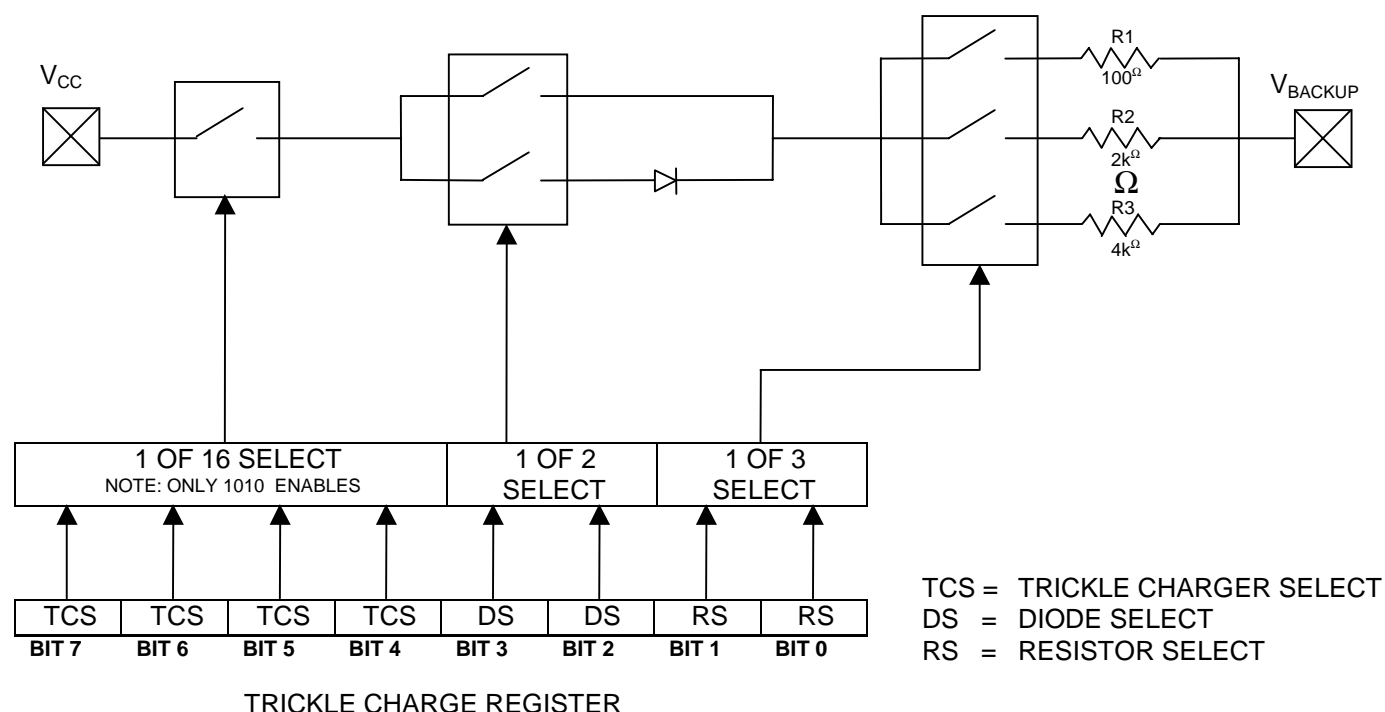 V_CC
V_BACKUP
R1
100Ω
R2
2kΩ
Ω
R3
4kΩ
1 OF 16 SELECT
NOTE: ONLY 1010 ENABLES
1 OF 2
SELECT
1 OF 3
SELECT
TCS TCS TCS TCS DS DS RS RS
BIT 7 BIT 6 BIT 5 BIT 4 BIT 3 BIT 2 BIT 1 BIT 0
TCS = TRICKLE CHARGER SELECT
DS = DIODE SELECT
RS = RESISTOR SELECT
TRICKLE CHARGE REGISTER